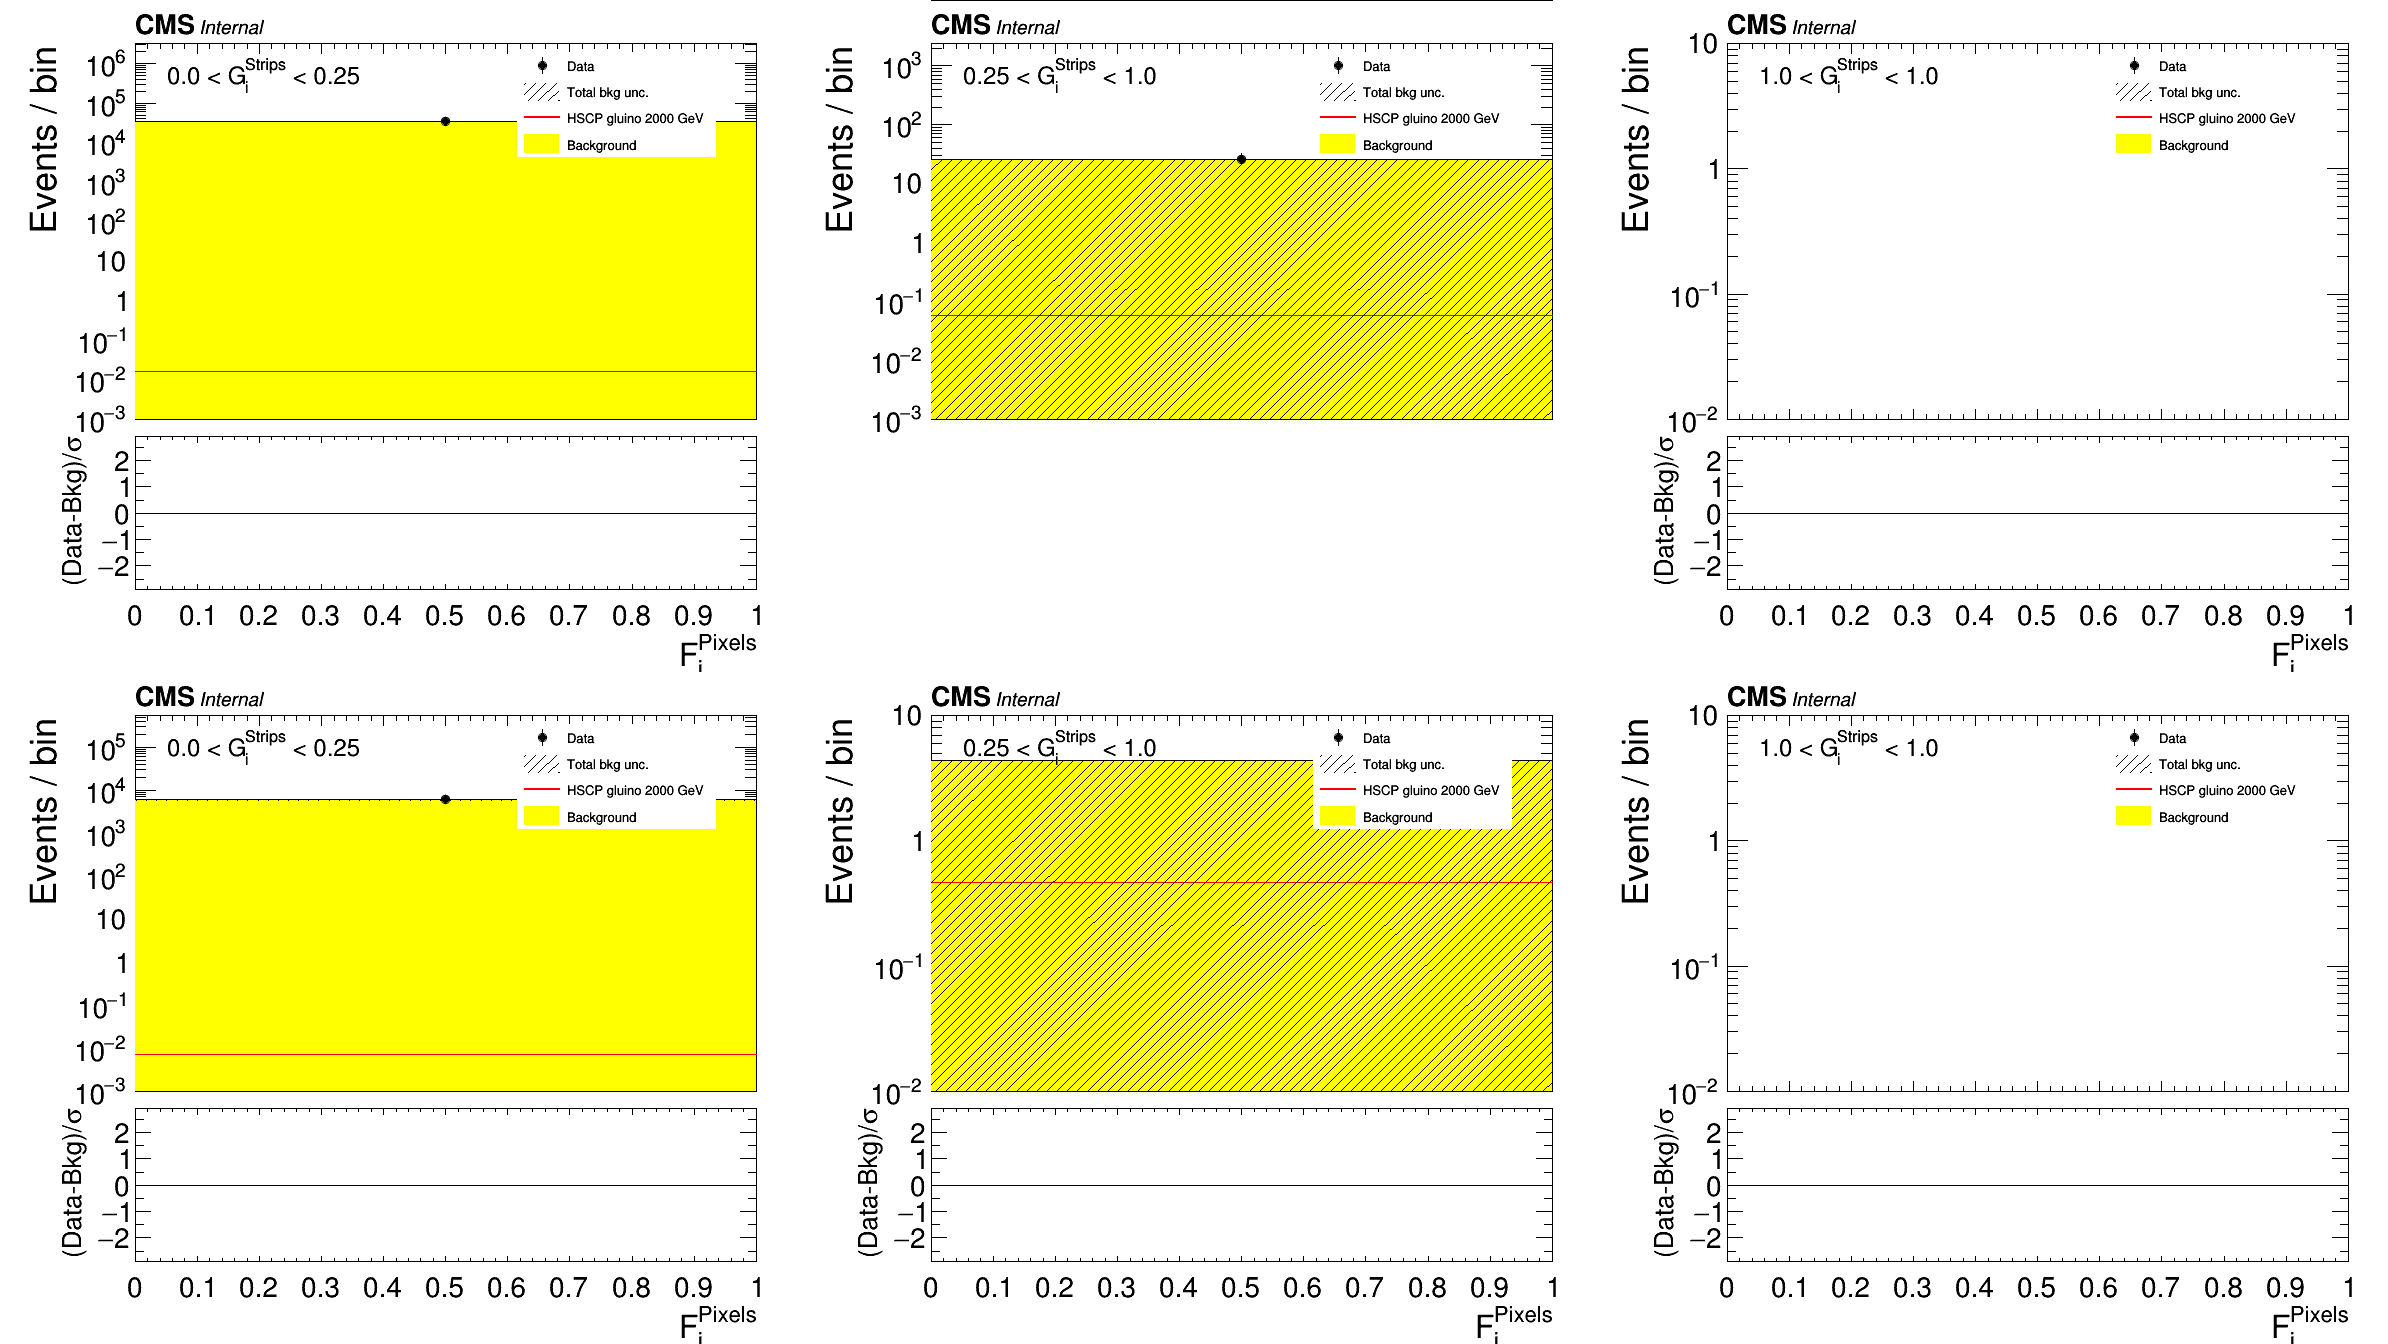 CMS Internal
Events / bin
10^6
10^5
10^4
10^3
10^2
10
1
10^−1
10^−2
10^−3
0.0 < G_i^Strips < 0.25
Data
Total bkg unc.
HSCP gluino 2000 GeV
Background
(Data-Bkg)/σ
2
1
0
−1
−2
0 0.1 0.2 0.3 0.4 0.5 0.6 0.7 0.8 0.9 1
F_i^Pixels
CMS Internal
Events / bin
10^3
10^2
10
1
10^−1
10^−2
10^−3
0.25 < G_i^Strips < 1.0
Data
Total bkg unc.
HSCP gluino 2000 GeV
Background
CMS Internal
Events / bin
10
1
10^−1
10^−2
1.0 < G_i^Strips < 1.0
Data
Total bkg unc.
HSCP gluino 2000 GeV
Background
(Data-Bkg)/σ
2
1
0
−1
−2
0 0.1 0.2 0.3 0.4 0.5 0.6 0.7 0.8 0.9 1
F_i^Pixels
CMS Internal
Events / bin
10^5
10^4
10^3
10^2
10
1
10^−1
10^−2
10^−3
0.0 < G_i^Strips < 0.25
Data
Total bkg unc.
HSCP gluino 2000 GeV
Background
(Data-Bkg)/σ
2
1
0
−1
−2
0 0.1 0.2 0.3 0.4 0.5 0.6 0.7 0.8 0.9 1
F_i^Pixels
CMS Internal
Events / bin
10
1
10^−1
10^−2
0.25 < G_i^Strips < 1.0
Data
Total bkg unc.
HSCP gluino 2000 GeV
Background
(Data-Bkg)/σ
2
1
0
−1
−2
0 0.1 0.2 0.3 0.4 0.5 0.6 0.7 0.8 0.9 1
F_i^Pixels
CMS Internal
Events / bin
10
1
10^−1
10^−2
1.0 < G_i^Strips < 1.0
Data
Total bkg unc.
HSCP gluino 2000 GeV
Background
(Data-Bkg)/σ
2
1
0
−1
−2
0 0.1 0.2 0.3 0.4 0.5 0.6 0.7 0.8 0.9 1
F_i^Pixels